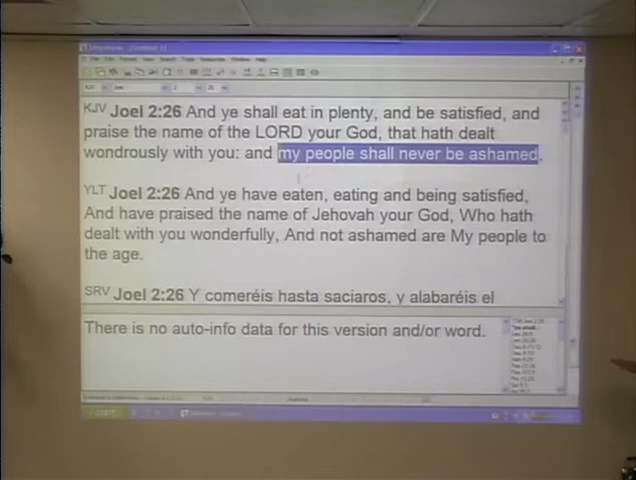 KJV Joel 2:26 And ye shall eat in plenty, and be satisfied, and
praise the name of the LORD your God, that hath dealt
wondrously with you: and my people shall never be ashamed.
YLT Joel 2:26 And ye have eaten, eating and being satisfied,
And have praised the name of Jehovah your God, Who hath
dealt with you wonderfully, And not ashamed are My people to
the age.
SRV Joel 2:26 Y comeréis hasta saciaros, y alabaréis el
There is no auto-info data for this version and/or word.